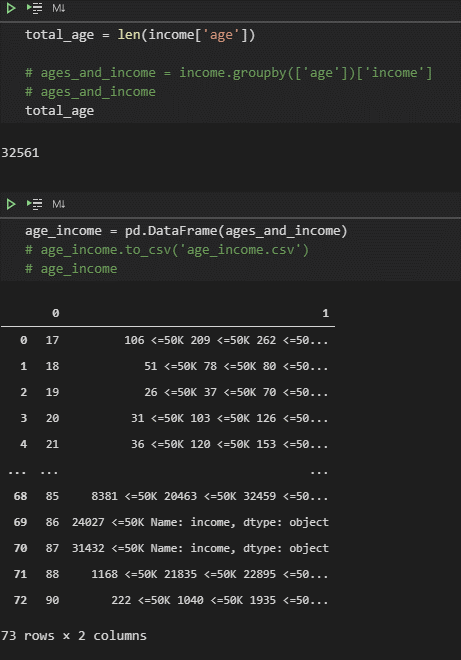 M↓
total_age = len(income['age'])
# ages_and_income = income.groupby(['age'])['income']
# ages_and_income
total_age
32561
M↓
age_income = pd.DataFrame(ages_and_income)
# age_income.to_csv('age_income.csv')
# age_income
0 1
0 17 106 <=50K 209 <=50K 262 <=50...
1 18 51 <=50K 78 <=50K 80 <=50...
2 19 26 <=50K 37 <=50K 70 <=50...
3 20 31 <=50K 103 <=50K 126 <=50...
4 21 36 <=50K 120 <=50K 153 <=50...
... ... ...
68 85 8381 <=50K 20463 <=50K 32459 <=50...
69 86 24027 <=50K Name: income, dtype: object
70 87 31432 <=50K Name: income, dtype: object
71 88 1168 <=50K 21835 <=50K 22895 <=50...
72 90 222 <=50K 1040 <=50K 1935 <=50...
73 rows × 2 columns